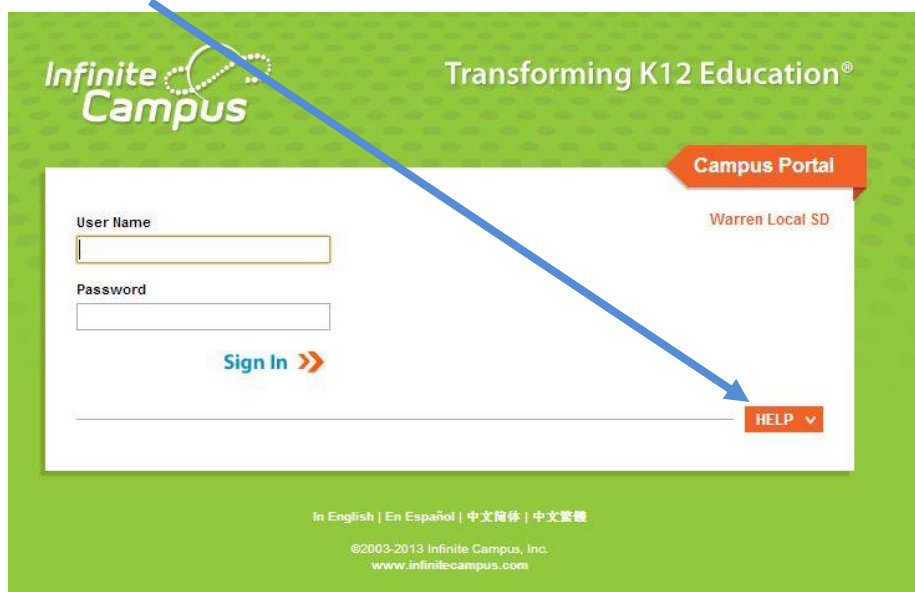 Infinite
Campus
Transforming K12 Education®
Campus Portal
User Name
Warren Local SD
Password
Sign In
HELP
In English | En Español | 中文简体 | 中文繁體
©2003-2013 Infinite Campus, Inc.
www.infinitecampus.com